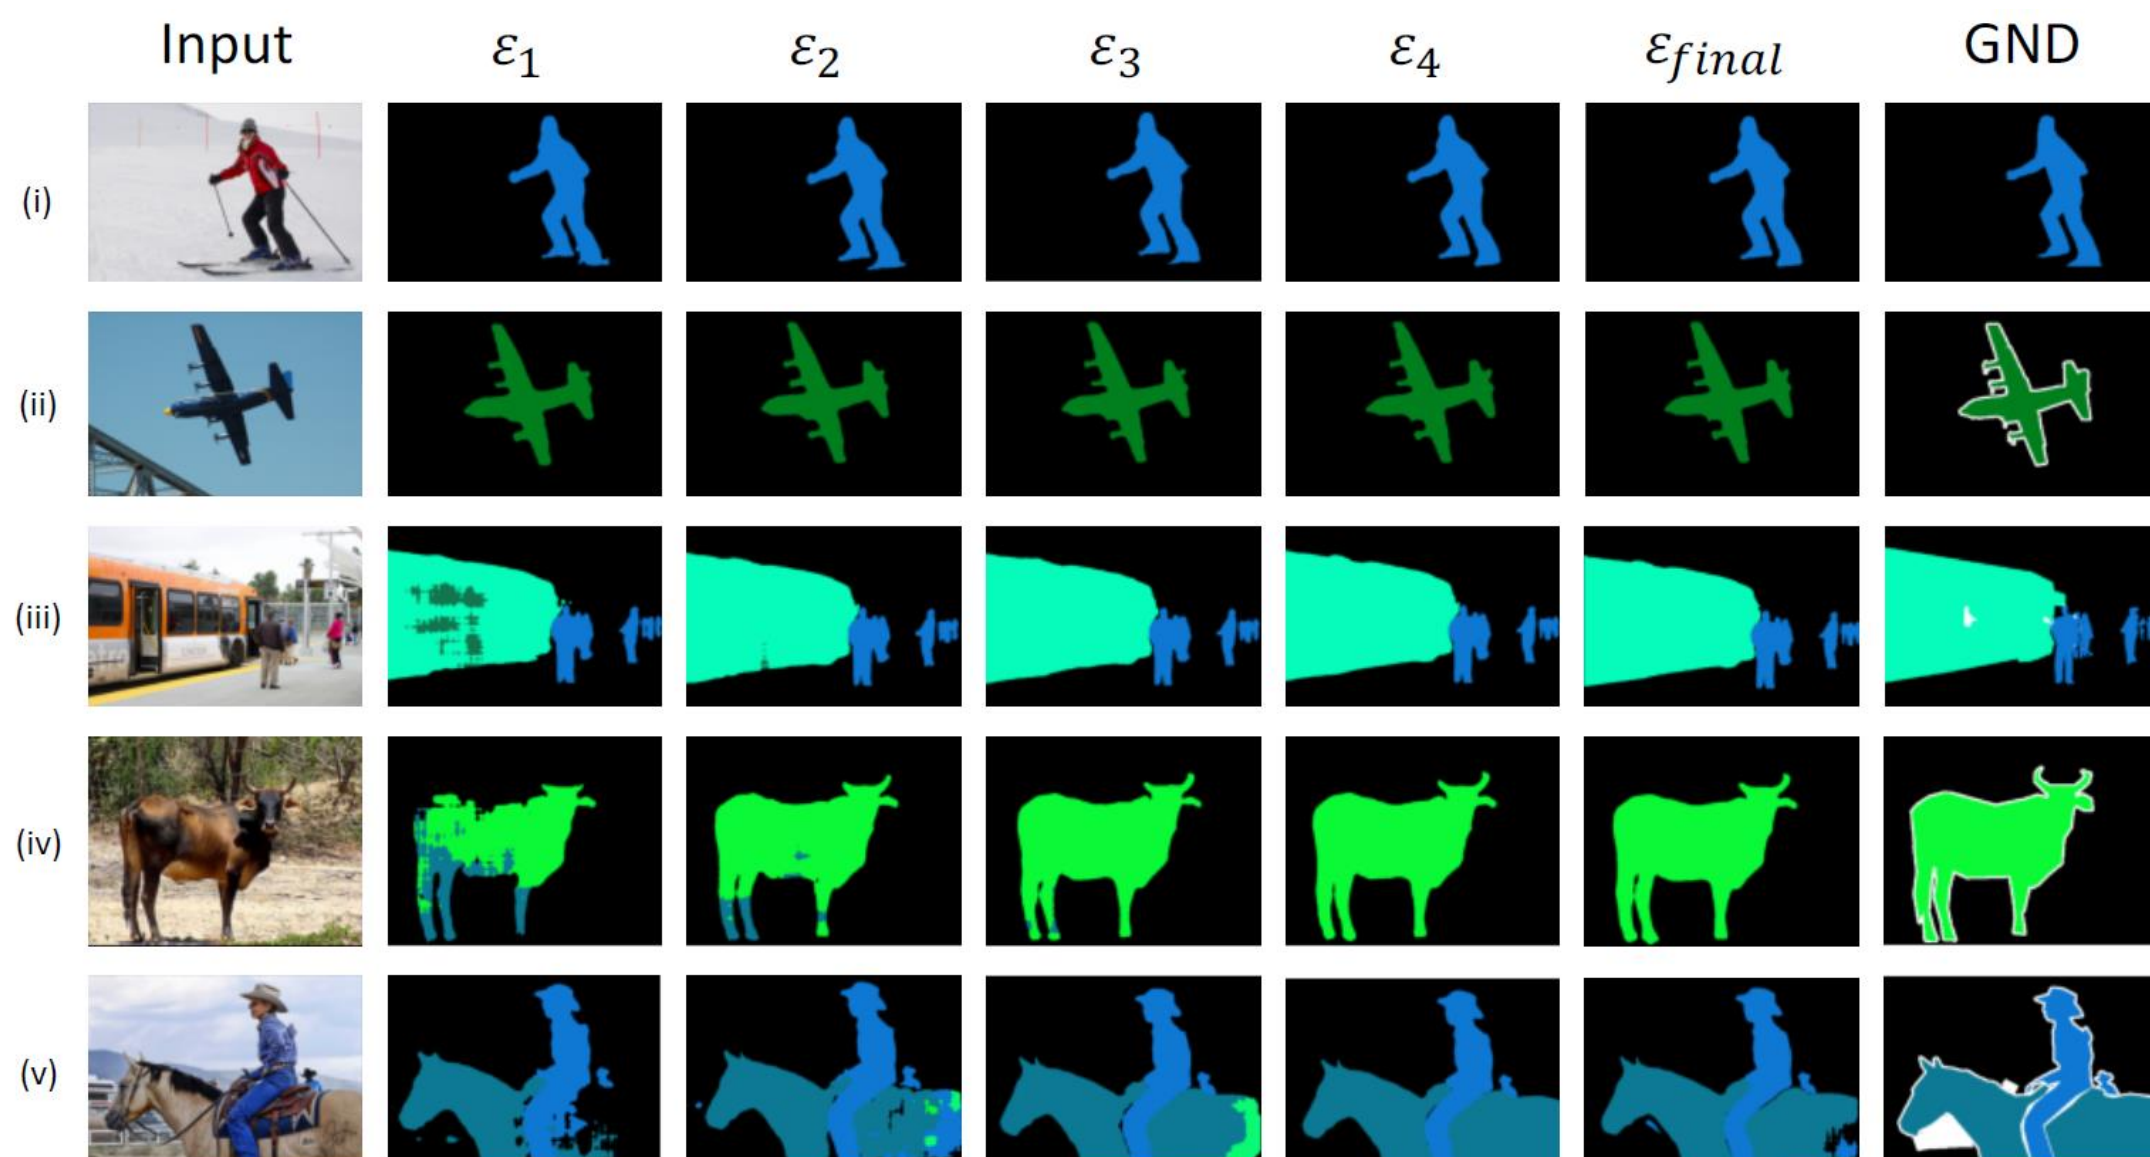 Input ε1 ε2 ε3 ε4 εfinal GND
(i)
(ii)
(iii)
(iv)
(v)